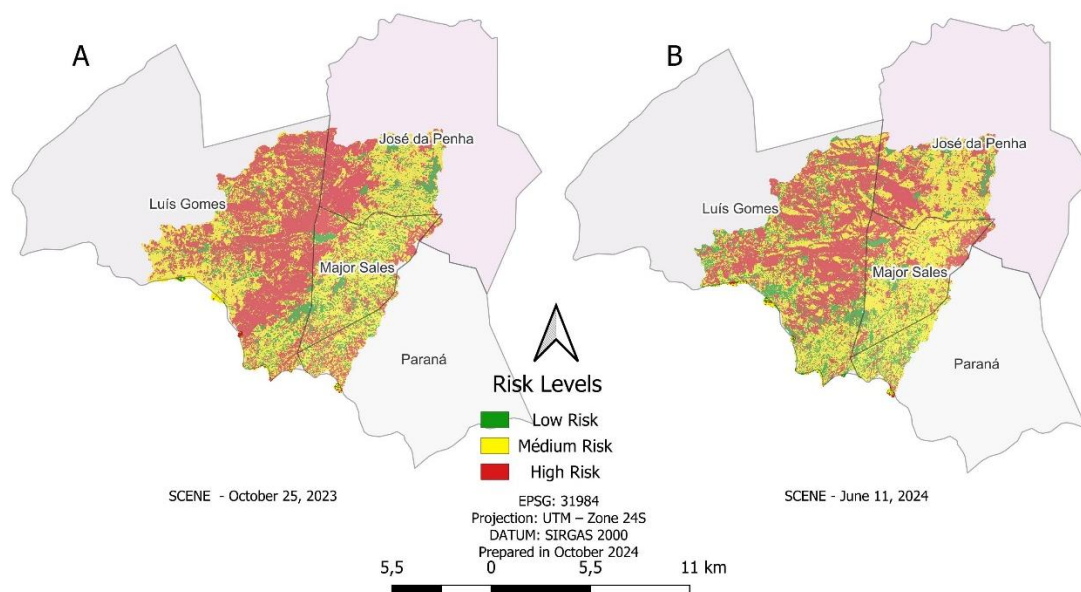 A
B
José da Penha
José da Penha
Luís Gomes
Luís Gomes
Major Sales
Major Sales
Paraná
Paraná
Risk Levels
Low Risk
Médium Risk
High Risk
SCENE - October 25, 2023
SCENE - June 11, 2024
EPSG: 31984
Projection: UTM – Zone 24S
DATUM: SIRGAS 2000
Prepared in October 2024
5,5 0 5,5 11 km